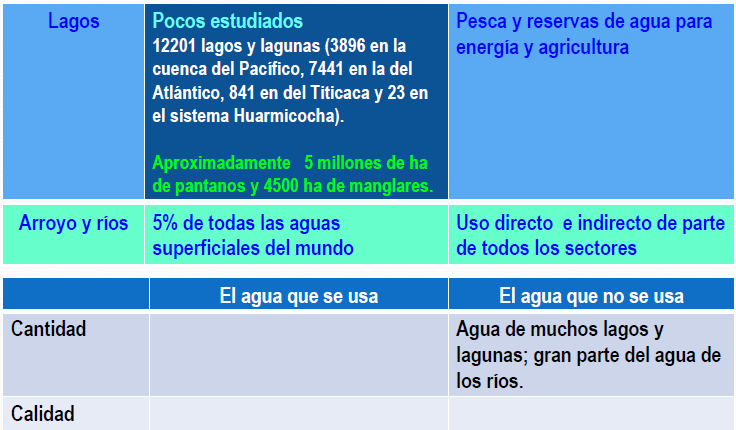 Lagos
Pocos estudiados
12201 lagos y lagunas (3896 en la
cuenca del Pacífico, 7441 en la del
Atlántico, 841 en del Titicaca y 23 en
el sistema Huarmicocha).
Aproximadamente 5 millones de ha
de pantanos y 4500 ha de manglares.
Pesca y reservas de agua para
energía y agricultura
Arroyo y ríos
5% de todas las aguas
superficiales del mundo
Uso directo e indirecto de parte
de todos los sectores
El agua que se usa
El agua que no se usa
Cantidad
Agua de muchos lagos y
lagunas; gran parte del agua de
los ríos.
Calidad